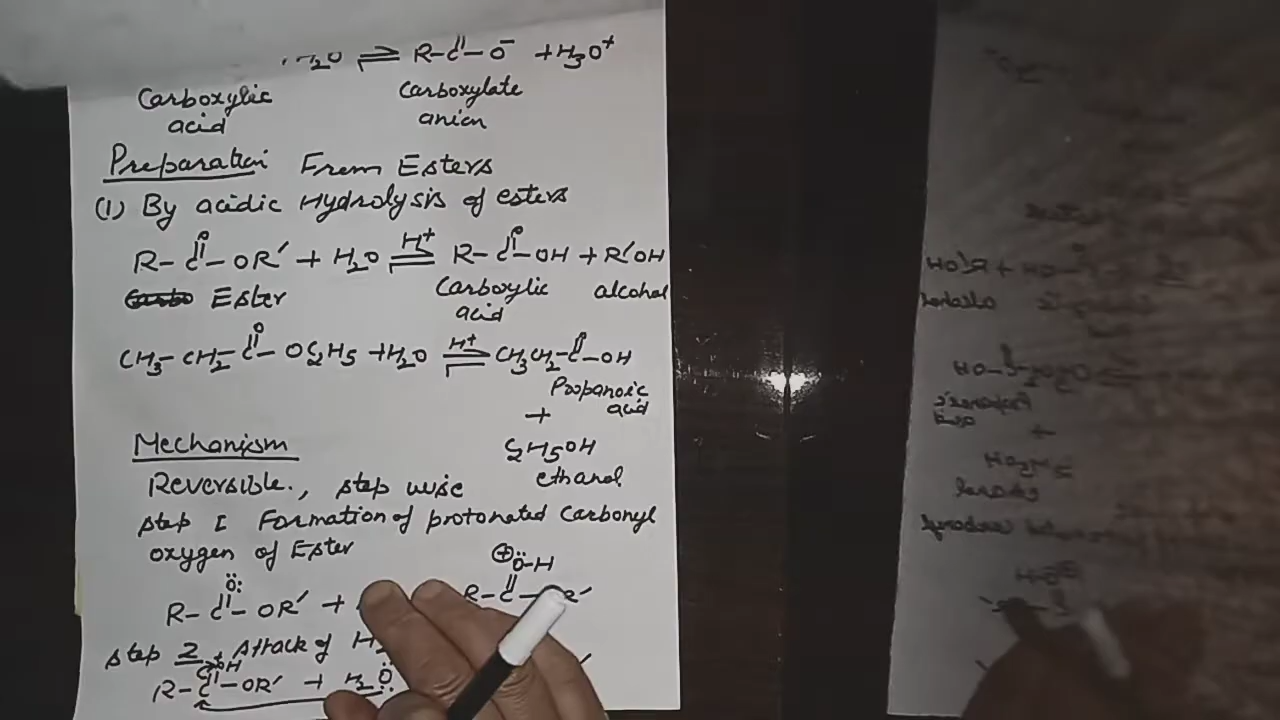 H2O ⇌ R-C-O⁻ + H3O⁺
Carboxylic acid
Carboxylate anion
Preparation From Esters
(1) By acidic Hydrolysis of esters
R-C(=O)-OR′ + H2O ⇌ (H⁺) R-C(=O)-OH + R′OH
Ester Carboxylic acid alcohol
CH3-CH2-C(=O)-OC2H5 + H2O ⇌ (H⁺) CH3CH2-C(=O)-OH
Propanoic acid
+
C2H5OH
ethanol
Mechanism
Reversible, step wise
step I Formation of protonated Carbonyl
oxygen of Ester
R-C(=Ö:)-OR′ + R-C(=⊕Ö-H)- R′
step 2 Attack of H
R-C(=⁺OH)-OR′ + H2Ö: